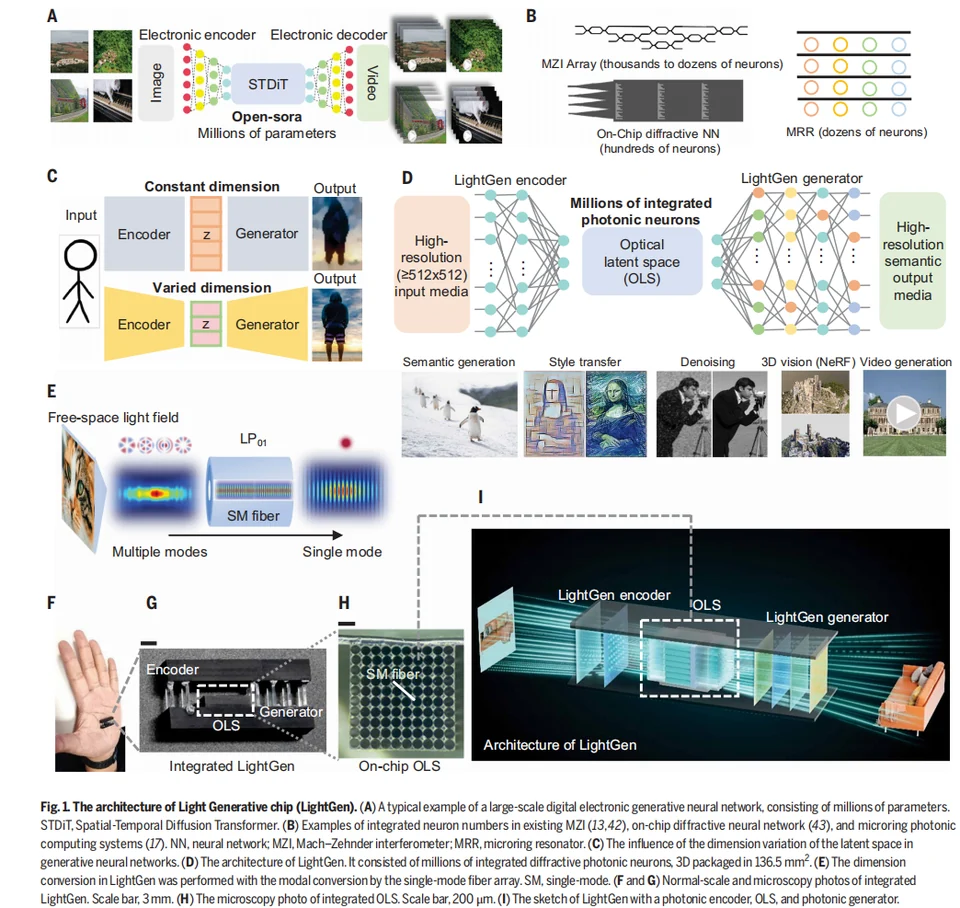 A
Electronic encoder
Electronic decoder
Image
STDiT
Video
Open-sora
Millions of parameters
B
MZI Array (thousands to dozens of neurons)
On-Chip diffractive NN
(hundreds of neurons)
MRR (dozens of neurons)
C
Constant dimension
Output
Input
Encoder
z
Generator
Varied dimension
Output
Encoder
z
Generator
D
LightGen encoder
LightGen generator
High-
resolution
(≥512x512)
input media
Millions of integrated
photonic neurons
Optical
latent space
(OLS)
High-
resolution
semantic
output
media
Semantic generation
Style transfer
Denoising
3D vision (NeRF)
Video generation
E
Free-space light field
LP01
SM fiber
Multiple modes
Single mode
F
G
Encoder
OLS
Generator
Integrated LightGen
H
SM fiber
On-chip OLS
I
LightGen encoder
OLS
LightGen generator
Architecture of LightGen
Fig. 1. The architecture of Light Generative chip (LightGen). (A) A typical example of a large-scale digital electronic generative neural network, consisting of millions of parameters.
STDiT, Spatial-Temporal Diffusion Transformer. (B) Examples of integrated neuron numbers in existing MZI (13,42), on-chip diffractive neural network (43), and microring photonic
computing systems (17). NN, neural network; MZI, Mach–Zehnder interferometer; MRR, microring resonator. (C) The influence of the dimension variation of the latent space in
generative neural networks. (D) The architecture of LightGen. It consisted of millions of integrated diffractive photonic neurons, 3D packaged in 136.5 mm². (E) The dimension
conversion in LightGen was performed with the modal conversion by the single-mode fiber array. SM, single-mode. (F and G) Normal-scale and microscopy photos of integrated
LightGen. Scale bar, 3 mm. (H) The microscopy photo of integrated OLS. Scale bar, 200 μm. (I) The sketch of LightGen with a photonic encoder, OLS, and photonic generator.